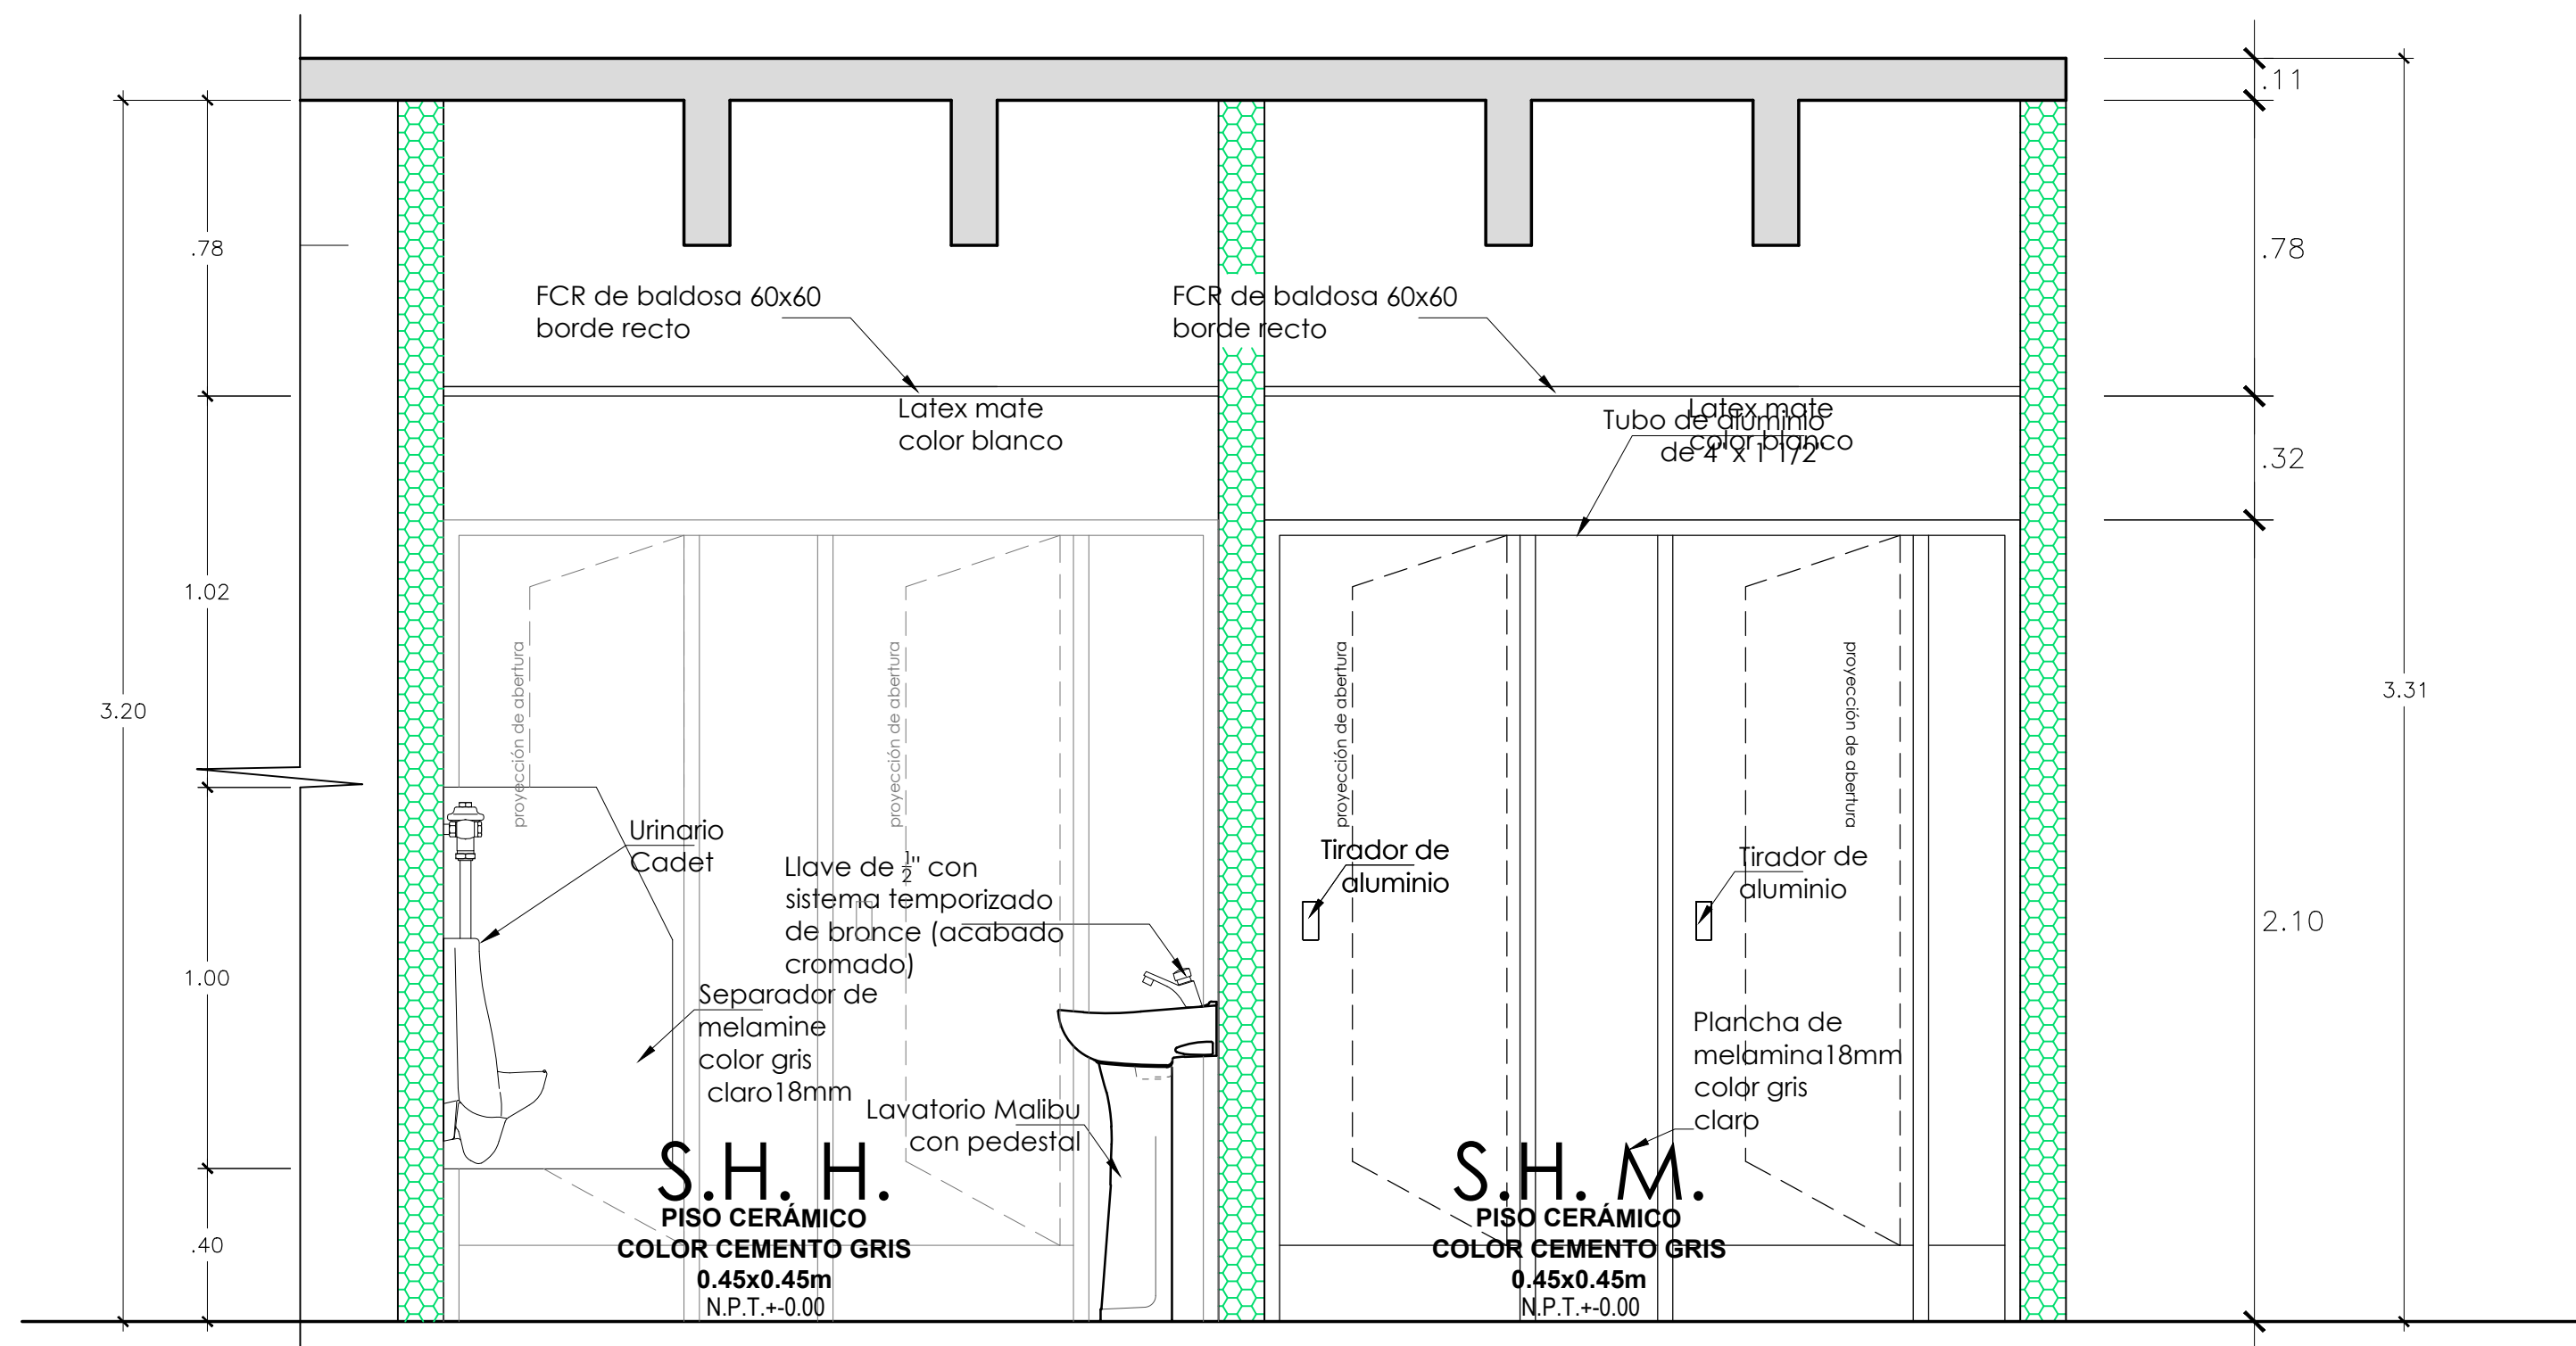 .11
.78
.78
FCR de baldosa 60x60
borde recto
FCR de baldosa 60x60
borde recto
Latex mate
color blanco
Latex mate
color blanco
Tubo de aluminio
de 4" x 1 1/2"
.32
1.02
proyección de abertura
proyección de abertura
proyección de abertura
proyección de abertura
3.20
3.31
Urinario
Cadet
Llave de 1/2" con
sistema temporizado
de bronce (acabado
cromado)
Tirador de
aluminio
Tirador de
aluminio
2.10
1.00
Separador de
melamine
color gris
claro18mm
Plancha de
melamina18mm
color gris
claro
Lavatorio Malibu
con pedestal
.40
S.H. H.
PISO CERÁMICO
COLOR CEMENTO GRIS
0.45x0.45m
N.P.T.+-0.00
S.H. M.
PISO CERÁMICO
COLOR CEMENTO GRIS
0.45x0.45m
N.P.T.+-0.00